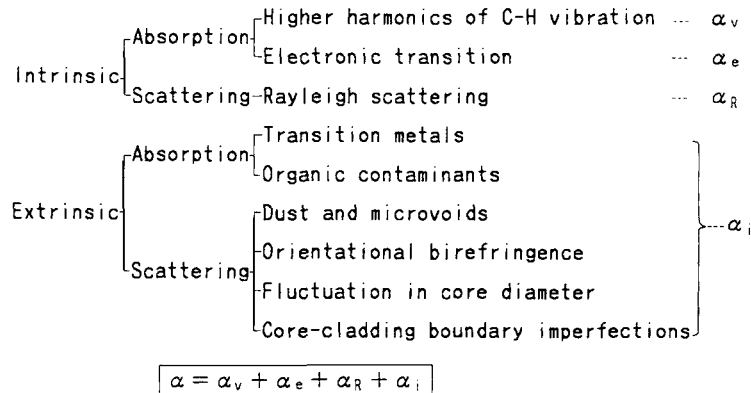 Higher harmonics of C-H vibration --- αv
Absorption
Electronic transition --- αe
Intrinsic
Scattering Rayleigh scattering --- αR
Transition metals
Absorption
Organic contaminants
Extrinsic
Dust and microvoids
--- αi
Orientational birefringence
Scattering
Fluctuation in core diameter
Core-cladding boundary imperfections
α = αv + αe + αR + αi